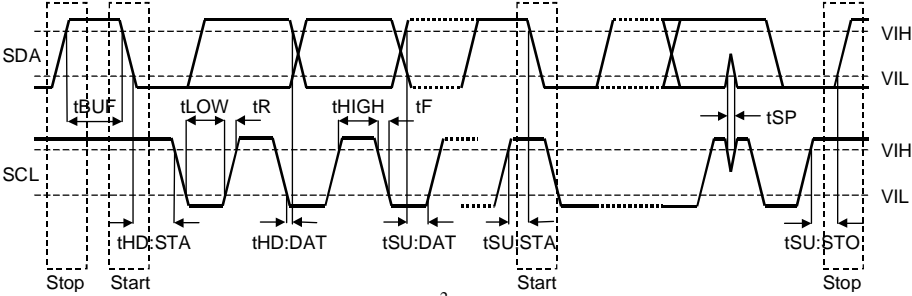 SDA
VIH
VIL
tBUF
tLOW
tR
tHIGH
tF
tSP
SCL
VIH
VIL
tHD:STA
tHD:DAT
tSU:DAT
tSU:STA
tSU:STO
Stop
Start
Start
Stop
2